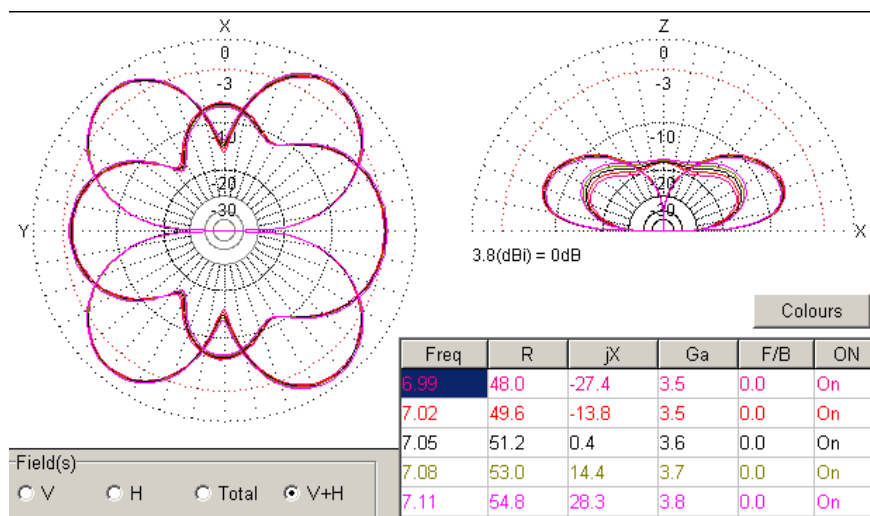 X
0
-3
-10
-20
-30
Y
Z
0
-3
-10
-20
-30
X
3.8(dBi) = 0dB
Colours
Freq R jX Ga F/B ON
6.99 48.0 -27.4 3.5 0.0 On
7.02 49.6 -13.8 3.5 0.0 On
7.05 51.2 0.4 3.6 0.0 On
7.08 53.0 14.4 3.7 0.0 On
7.11 54.8 28.3 3.8 0.0 On
Field(s)
V H Total V+H